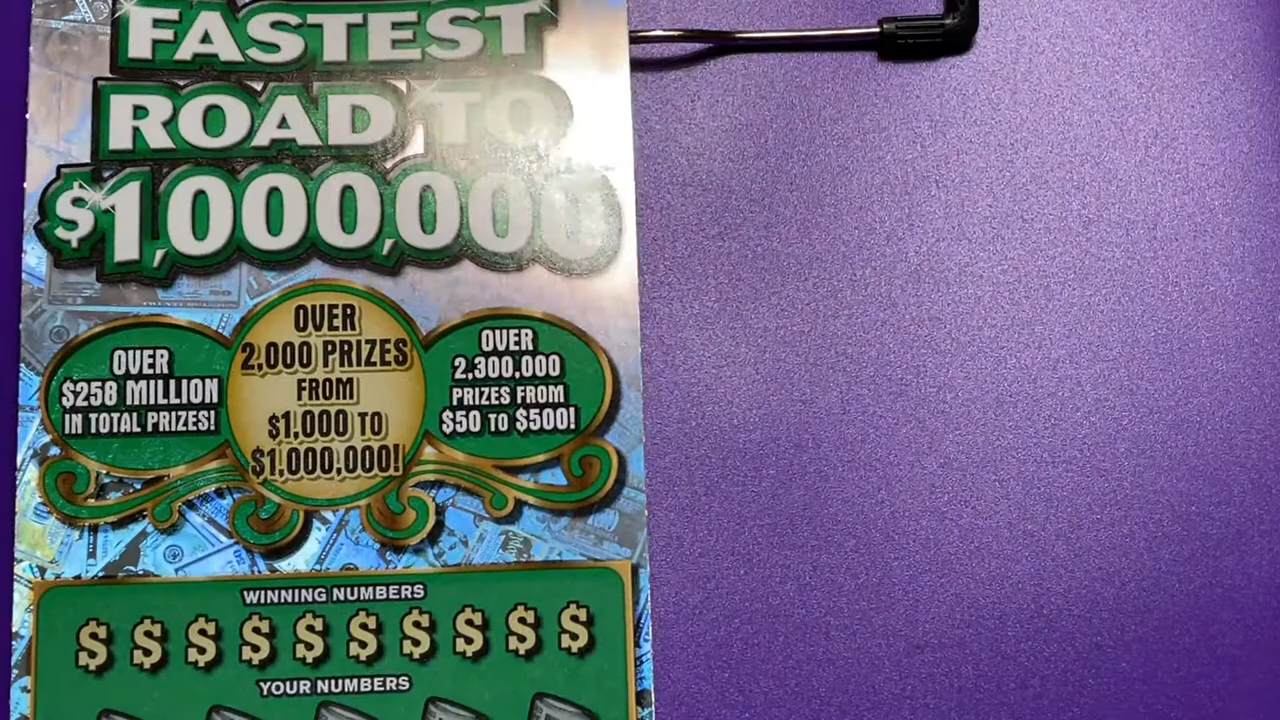 FASTEST
ROAD TO
$1,000,000
OVER
$258 MILLION
IN TOTAL PRIZES!
OVER
2,000 PRIZES
FROM
$1,000 TO
$1,000,000!
OVER
2,300,000
PRIZES FROM
$50 TO $500!
WINNING NUMBERS
$ $ $ $ $ $ $ $ $ $
YOUR NUMBERS